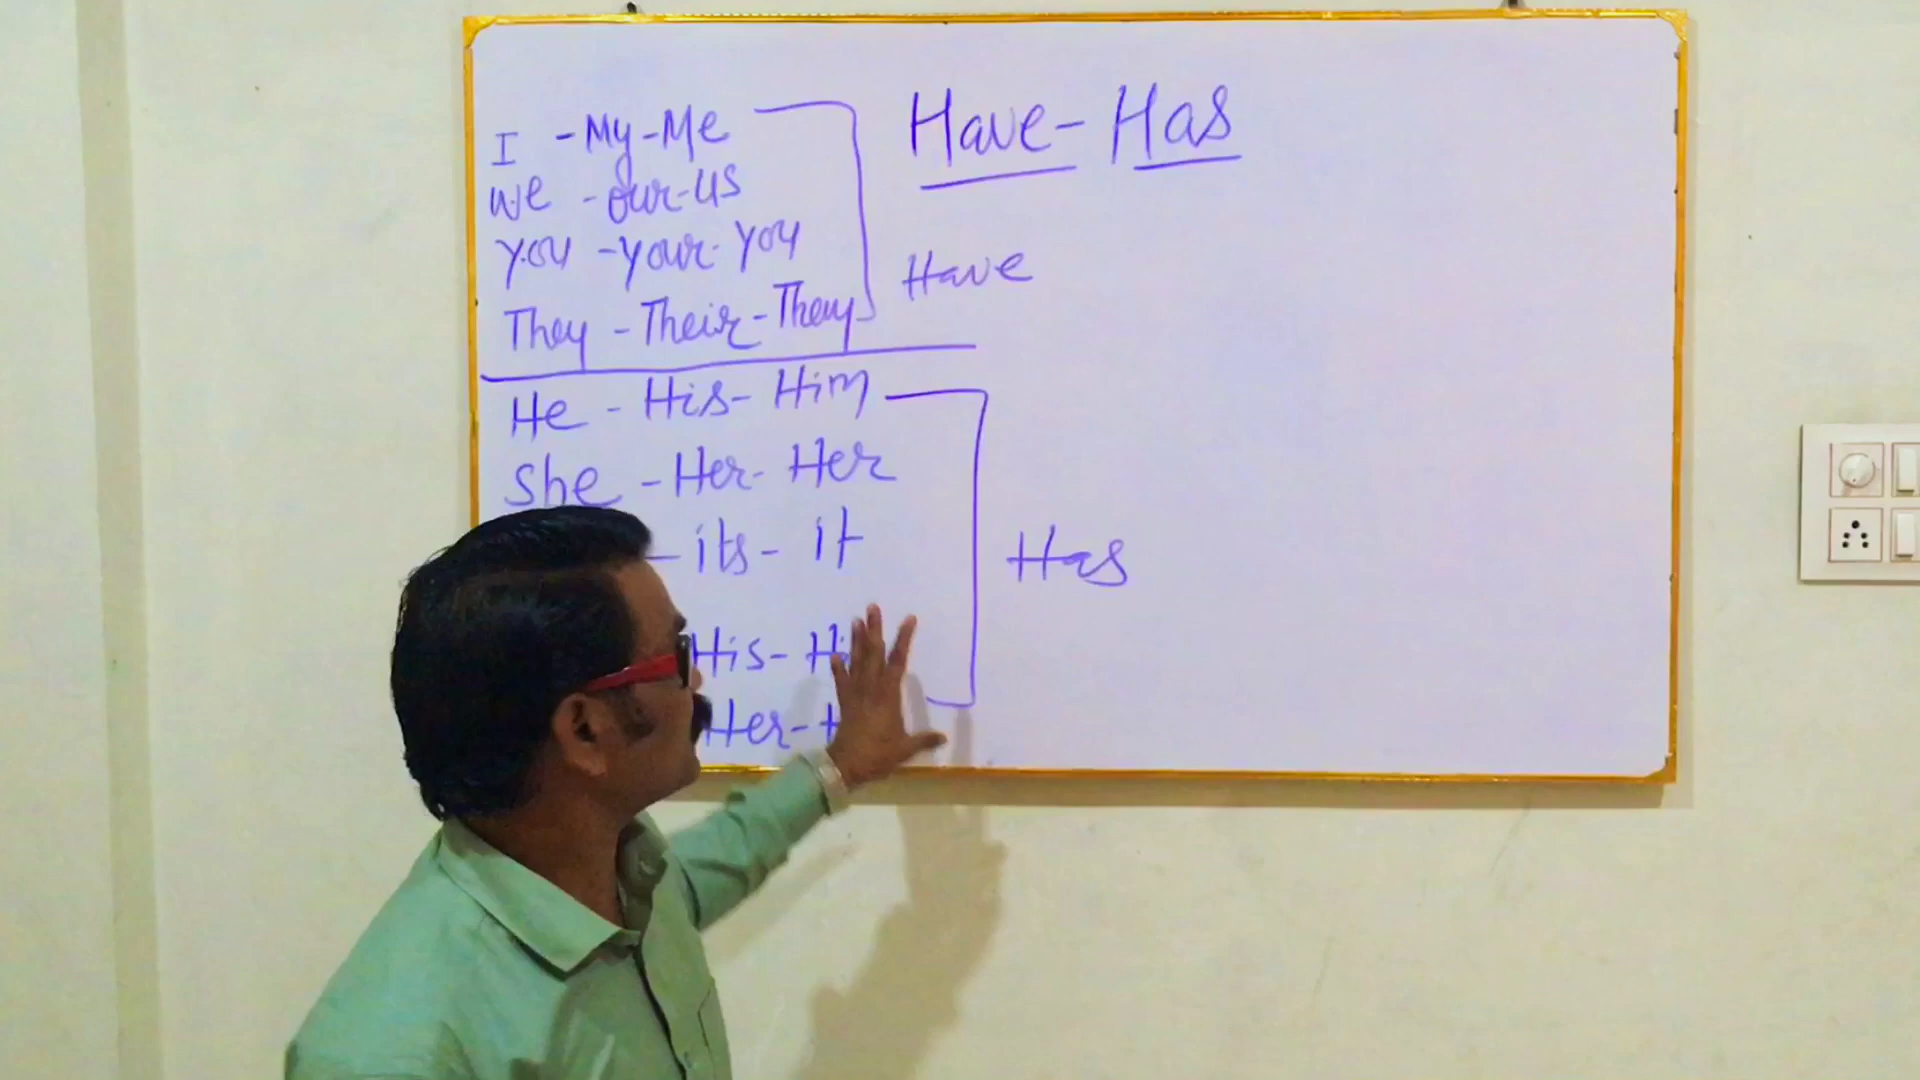 Have- Has
I -My-Me
we -our-us
you -your- you
They -Their-They
Have
He - His- Him
She -Her- Her
- its- it
Has
His-
Her-